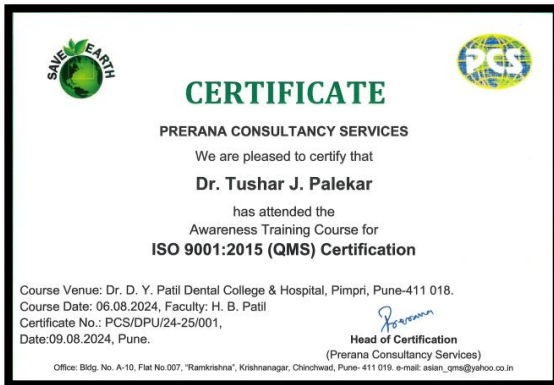 SAVE EARTH
PCS
CERTIFICATE
PRERANA CONSULTANCY SERVICES
We are pleased to certify that
Dr. Tushar J. Palekar
has attended the
Awareness Training Course for
ISO 9001:2015 (QMS) Certification
Course Venue: Dr. D. Y. Patil Dental College & Hospital, Pimpri, Pune-411 018.
Course Date: 06.08.2024, Faculty: H. B. Patil
Certificate No.: PCS/DPU/24-25/001,
Date:09.08.2024, Pune.
Prerana
Head of Certification
(Prerana Consultancy Services)
Office: Bldg. No. A-10, Flat No.007, "Ramkrishna", Krishnanagar, Chinchwad, Pune- 411 019. e-mail: asian_qms@yahoo.co.in